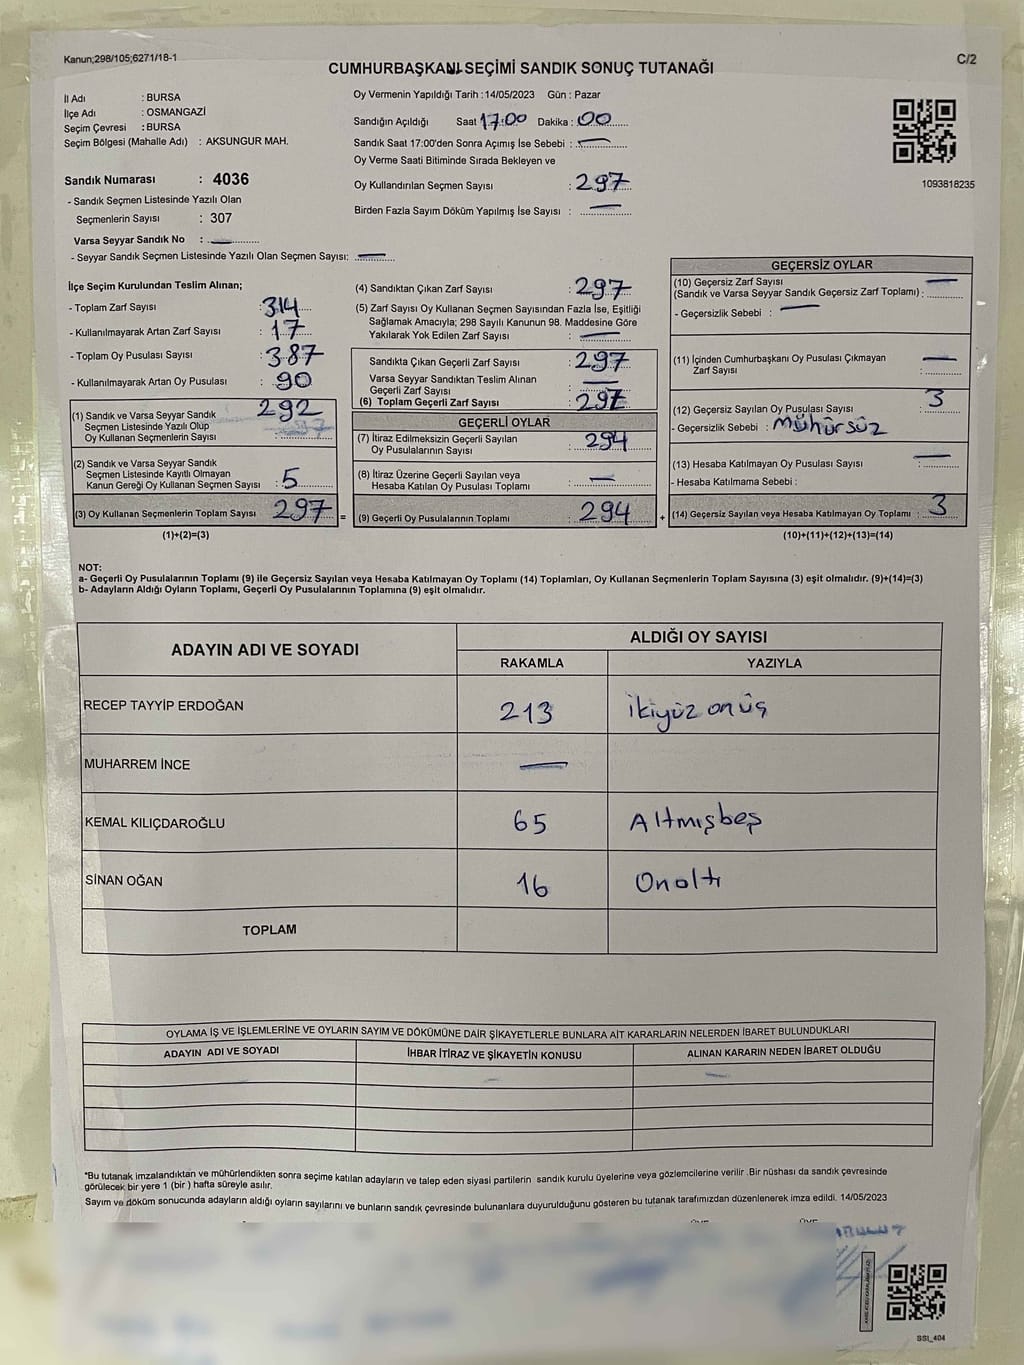 Kanun;298/105;6271/18-1
C/2
CUMHURBAŞKANI SEÇİMİ SANDIK SONUÇ TUTANAĞI
İl Adı : BURSA
İlçe Adı : OSMANGAZİ
Seçim Çevresi : BURSA
Seçim Bölgesi (Mahalle Adı) : AKSUNGUR MAH.
Sandık Numarası : 4036
- Sandık Seçmen Listesinde Yazılı Olan
Seçmenlerin Sayısı : 307
Varsa Seyyar Sandık No : —
- Seyyar Sandık Seçmen Listesinde Yazılı Olan Seçmen Sayısı: —
Oy Vermenin Yapıldığı Tarih :14/05/2023 Gün : Pazar
Sandığın Açıldığı Saat 17:00 Dakika : 00
Sandık Saat 17:00'den Sonra Açımış İse Sebebi : —
Oy Verme Saati Bitiminde Sırada Bekleyen ve
Oy Kullandırılan Seçmen Sayısı : 297
Birden Fazla Sayım Döküm Yapılmış İse Sayısı : —
1093818235
İlçe Seçim Kurulundan Teslim Alınan;
- Toplam Zarf Sayısı : 314
- Kullanılmayarak Artan Zarf Sayısı : 17
- Toplam Oy Pusulası Sayısı : 387
- Kullanılmayarak Artan Oy Pusulası : 90
(1) Sandık ve Varsa Seyyar Sandık 292
Seçmen Listesinde Yazılı Olup
Oy Kullanan Seçmenlerin Sayısı :
(2) Sandık ve Varsa Seyyar Sandık
Seçmen Listesinde Kayıtlı Olmayan
Kanun Gereği Oy Kullanan Seçmen Sayısı : 5
(3) Oy Kullanan Seçmenlerin Toplam Sayısı 297
(1)+(2)=(3)
=
(4) Sandıktan Çıkan Zarf Sayısı : 297
(5) Zarf Sayısı Oy Kullanan Seçmen Sayısından Fazla İse, Eşitliği
Sağlamak Amacıyla; 298 Sayılı Kanunun 98. Maddesine Göre
Yakılarak Yok Edilen Zarf Sayısı : —
Sandıkta Çıkan Geçerli Zarf Sayısı : 297
Varsa Seyyar Sandıktan Teslim Alınan
Geçerli Zarf Sayısı : —
(6) Toplam Geçerli Zarf Sayısı : 297
GEÇERLİ OYLAR
(7) İtiraz Edilmeksizin Geçerli Sayılan
Oy Pusulalarının Sayısı : 294
(8) İtiraz Üzerine Geçerli Sayılan veya
Hesaba Katılan Oy Pusulası Toplamı : —
(9) Geçerli Oy Pusulalarının Toplamı : 294
+
GEÇERSİZ OYLAR
(10) Geçersiz Zarf Sayısı —
(Sandık ve Varsa Seyyar Sandık Geçersiz Zarf Toplamı) :
- Geçersizlik Sebebi : —
(11) İçinden Cumhurbaşkanı Oy Pusulası Çıkmayan
Zarf Sayısı : —
(12) Geçersiz Sayılan Oy Pusulası Sayısı : 3
- Geçersizlik Sebebi : Mühürsüz
(13) Hesaba Katılmayan Oy Pusulası Sayısı : —
- Hesaba Katılmama Sebebi :
(14) Geçersiz Sayılan veya Hesaba Katılmayan Oy Toplamı : 3
(10)+(11)+(12)+(13)=(14)
NOT:
a- Geçerli Oy Pusulalarının Toplamı (9) ile Geçersiz Sayılan veya Hesaba Katılmayan Oy Toplamı (14) Toplamları, Oy Kullanan Seçmenlerin Toplam Sayısına (3) eşit olmalıdır. (9)+(14)=(3)
b- Adayların Aldığı Oyların Toplamı, Geçerli Oy Pusulalarının Toplamına (9) eşit olmalıdır.
ADAYIN ADI VE SOYADI
ALDIĞI OY SAYISI
RAKAMLA YAZIYLA
RECEP TAYYİP ERDOĞAN 213 ikiyüz onüç
MUHARREM İNCE —
KEMAL KILIÇDAROĞLU 65 Altmışbeş
SİNAN OĞAN 16 Onaltı
TOPLAM
OYLAMA İŞ VE İŞLEMLERİNE VE OYLARIN SAYIM VE DÖKÜMÜNE DAİR ŞİKAYETLERLE BUNLARA AİT KARARLARIN NELERDEN İBARET BULUNDUKLARI
ADAYIN ADI VE SOYADI İHBAR İTİRAZ VE ŞİKAYETİN KONUSU ALINAN KARARIN NEDEN İBARET OLDUĞU
— — —
*Bu tutanak imzalandıktan ve mühürlendikten sonra seçime katılan adayların ve talep eden siyasi partilerin sandık kurulu üyelerine veya gözlemcilerine verilir .Bir nüshası da sandık çevresinde
görülecek bir yere 1 (bir ) hafta süreyle asılır.
Sayım ve döküm sonucunda adayların aldığı oyların sayılarını ve bunların sandık çevresinde bulunanlara duyurulduğunu gösteren bu tutanak tarafımızdan düzenlenerek imza edildi. 14/05/2023
SSI_404